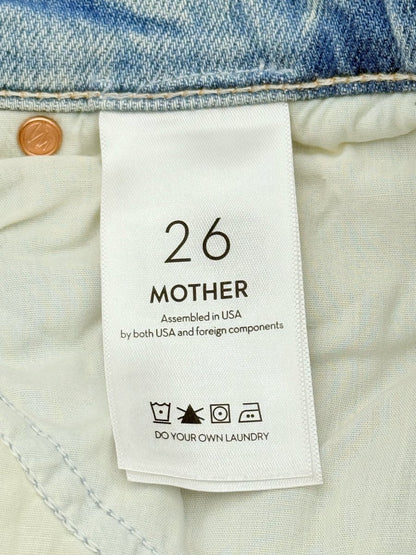 26
MOTHER
Assembled in USA
by both USA and foreign components
DO YOUR OWN LAUNDRY